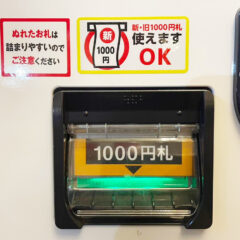 ぬれたお札は
詰まりやすいので
ご注意ください
新
1000
円
新・旧1000円札
使えます
OK
1000円札